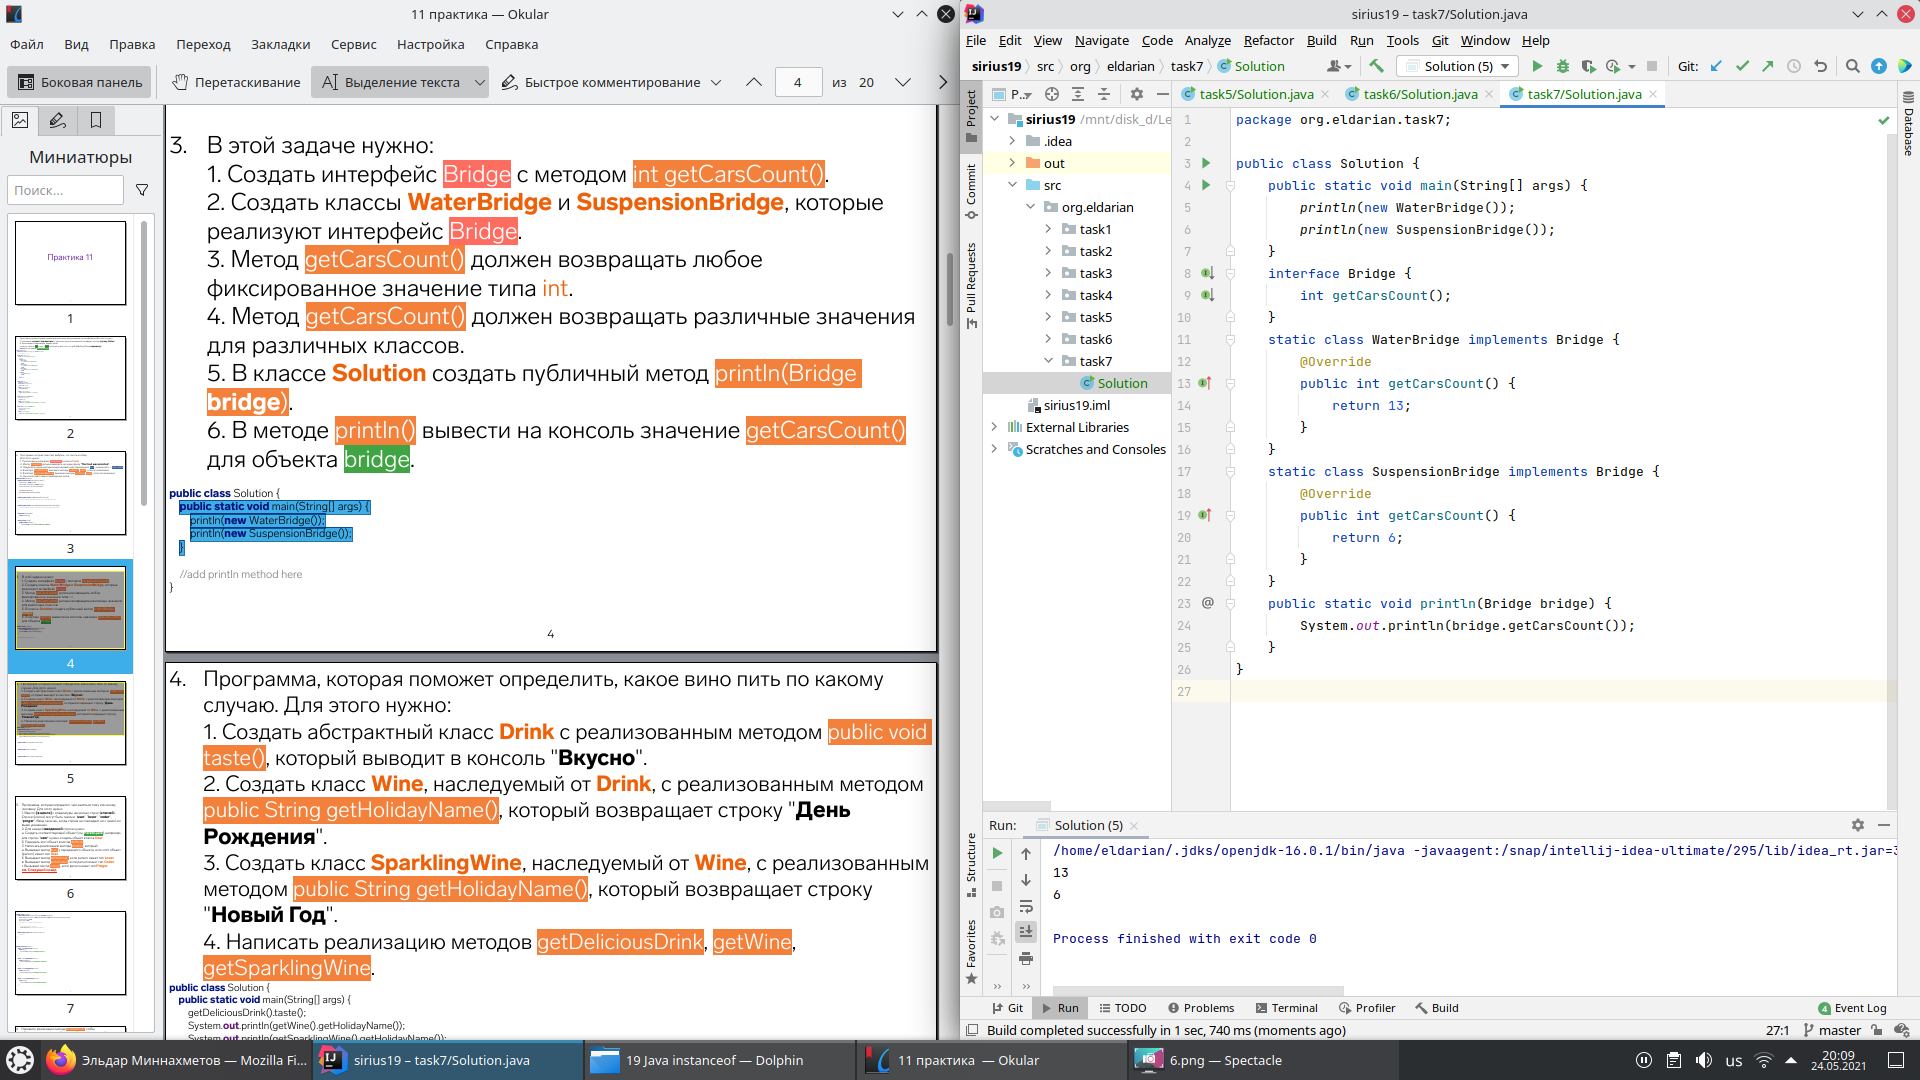 11 практика — Okular
Файл Вид Правка Переход Закладки Сервис Настройка Справка
Боковая панель Перетаскивание Выделение текста Быстрое комментирование 4 из 20
Миниатюры
Поиск...
Практика 11
1
2
3
4
5
6
7
3. В этой задаче нужно:
1. Создать интерфейс Bridge с методом int getCarsCount().
2. Создать классы WaterBridge и SuspensionBridge, которые
реализуют интерфейс Bridge.
3. Метод getCarsCount() должен возвращать любое
фиксированное значение типа int.
4. Метод getCarsCount() должен возвращать различные значения
для различных классов.
5. В классе Solution создать публичный метод println(Bridge
bridge).
6. В методе println() вывести на консоль значение getCarsCount()
для объекта bridge.
public class Solution {
public static void main(String[] args) {
println(new WaterBridge());
println(new SuspensionBridge());
}
//add println method here
}
4
4. Программа, которая поможет определить, какое вино пить по какому
случаю. Для этого нужно:
1. Создать абстрактный класс Drink с реализованным методом public void
taste(), который выводит в консоль "Вкусно".
2. Создать класс Wine, наследуемый от Drink, с реализованным методом
public String getHolidayName(), который возвращает строку "День
Рождения".
3. Создать класс SparklingWine, наследуемый от Wine, с реализованным
методом public String getHolidayName(), который возвращает строку
"Новый Год".
4. Написать реализацию методов getDeliciousDrink, getWine,
getSparklingWine.
public class Solution {
public static void main(String[] args) {
getDeliciousDrink().taste();
System.out.println(getWine().getHolidayName());
System.out.println(getSparklingWine().getHolidayName());
sirius19 – task7/Solution.java
File Edit View Navigate Code Analyze Refactor Build Run Tools Git Window Help
sirius19 src org eldarian task7 Solution Solution (5) Git:
Project
Commit
Pull Requests
Structure
Favorites
Database
P..
sirius19 /mnt/disk_d/Le
.idea
out
src
org.eldarian
task1
task2
task3
task4
task5
task6
task7
Solution
sirius19.iml
External Libraries
Scratches and Consoles
task5/Solution.java task6/Solution.java task7/Solution.java
1 package org.eldarian.task7;
2
3 public class Solution {
4 public static void main(String[] args) {
5 println(new WaterBridge());
6 println(new SuspensionBridge());
7 }
8 interface Bridge {
9 int getCarsCount();
10 }
11 static class WaterBridge implements Bridge {
12 @Override
13 public int getCarsCount() {
14 return 13;
15 }
16 }
17 static class SuspensionBridge implements Bridge {
18 @Override
19 public int getCarsCount() {
20 return 6;
21 }
22 }
23 @ public static void println(Bridge bridge) {
24 System.out.println(bridge.getCarsCount());
25 }
26 }
27
Run: Solution (5)
/home/eldarian/.jdks/openjdk-16.0.1/bin/java -javaagent:/snap/intellij-idea-ultimate/295/lib/idea_rt.jar=3
13
6
Process finished with exit code 0
Git Run TODO Problems Terminal Profiler Build 4 Event Log
Build completed successfully in 1 sec, 740 ms (moments ago) 27:1 master
Эльдар Миннахметов — Mozilla Fi... sirius19 – task7/Solution.java 19 Java instanceof — Dolphin 11 практика — Okular 6.png — Spectacle us 20:09
24.05.2021